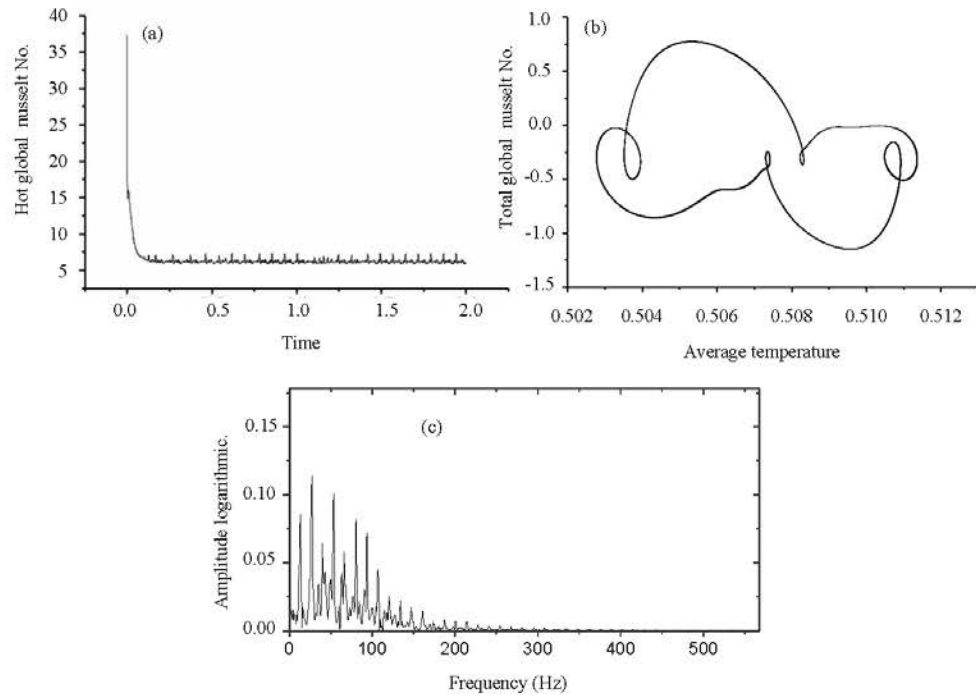 (a)
Hot global nusselt No.
40
35
30
25
20
15
10
5
0.0 0.5 1.0 1.5 2.0
Time
(b)
Total global nusselt No.
1.0
0.5
0.0
-0.5
-1.0
-1.5
0.502 0.504 0.506 0.508 0.510 0.512
Average temperature
(c)
Amplitude logarithmic.
0.15
0.10
0.05
0.00
0 100 200 300 400 500
Frequency (Hz)